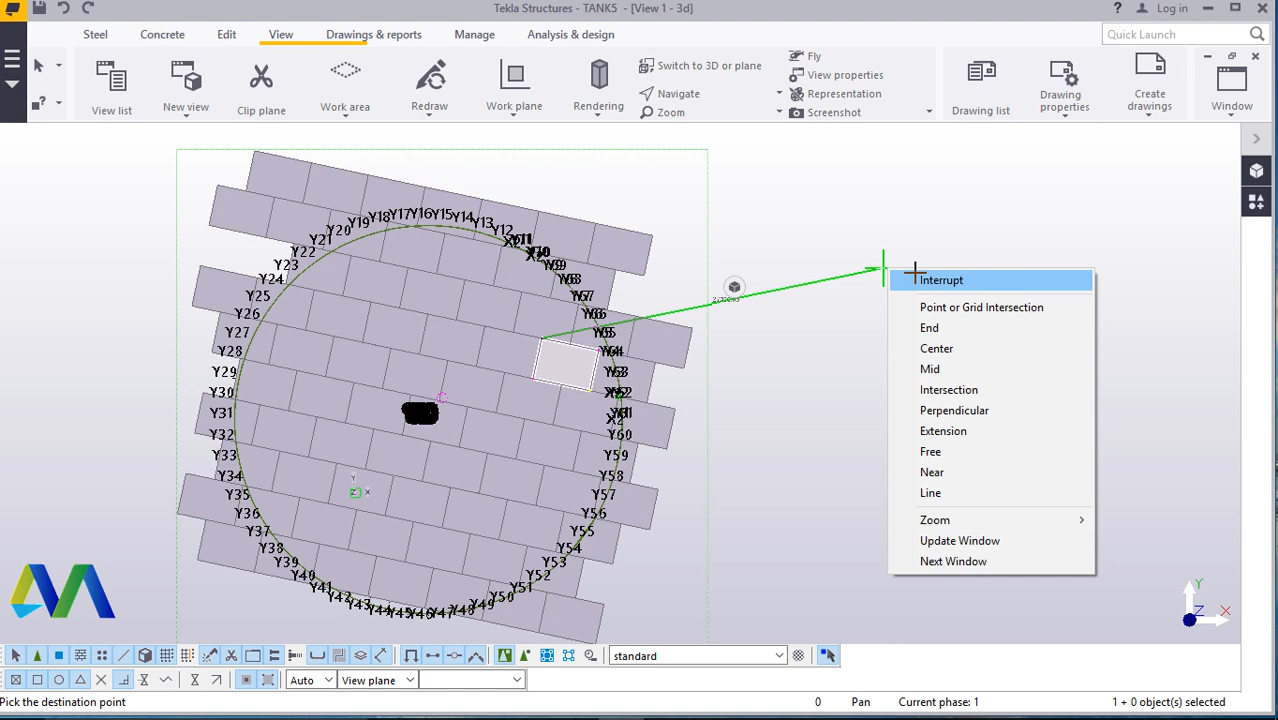 Tekla Structures - TANK5 - [View 1 - 3d]
? Log in
Steel Concrete Edit View Drawings & reports Manage Analysis & design Quick Launch
View list New view Clip plane Work area Redraw Work plane Rendering
Switch to 3D or plane
Navigate
Zoom
Fly
View properties
Representation
Screenshot
Drawing list
Drawing properties
Create drawings
Window
Y21
Y20
Y19
Y18
Y17
Y16
Y15
Y14
Y13
Y12
Y22
Y23
Y24
Y25
Y26
Y27
Y28
Y29
Y30
Y31
Y32
Y33
Y34
Y35
Y36
Y37
Y38
Y39
Y40
Y41
Y42
Y43
Y44
Y45
Y46
Y47
Y48
Y49
Y50
Y51
Y52
Y53
Y54
Y55
Y56
Y57
Y58
Y59
Y60
Y
Z X
Interrupt
Point or Grid Intersection
End
Center
Mid
Intersection
Perpendicular
Extension
Free
Near
Line
Zoom
Update Window
Next Window
Y
Z X
standard
Auto View plane
Pick the destination point 0 Pan Current phase: 1 1 + 0 object(s) selected